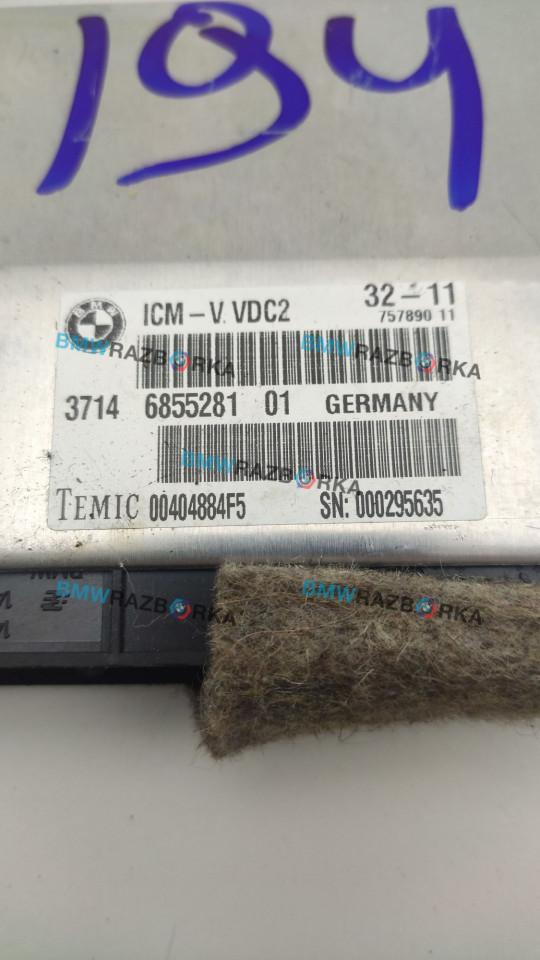 194
BMW
ICM-V. VDC2 32-11
757890 11
BMWRAZBORKA BMWRAZBORKA
3714 6855281 01 GERMANY
BMWRAZBORKA
TEMIC 00404884F5 SN: 000295635
BMWRAZBORKA BMWRAZBORKA